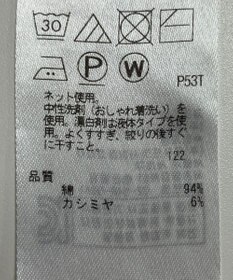 30
P W P53T
ネット使用。
中性洗剤(おしゃれ着洗い)を
使用。漂白剤は液体タイプを使
用。よくすすぎ、絞りの後すぐ
に干すこと。
122
品質
綿 94%
カシミヤ 6%